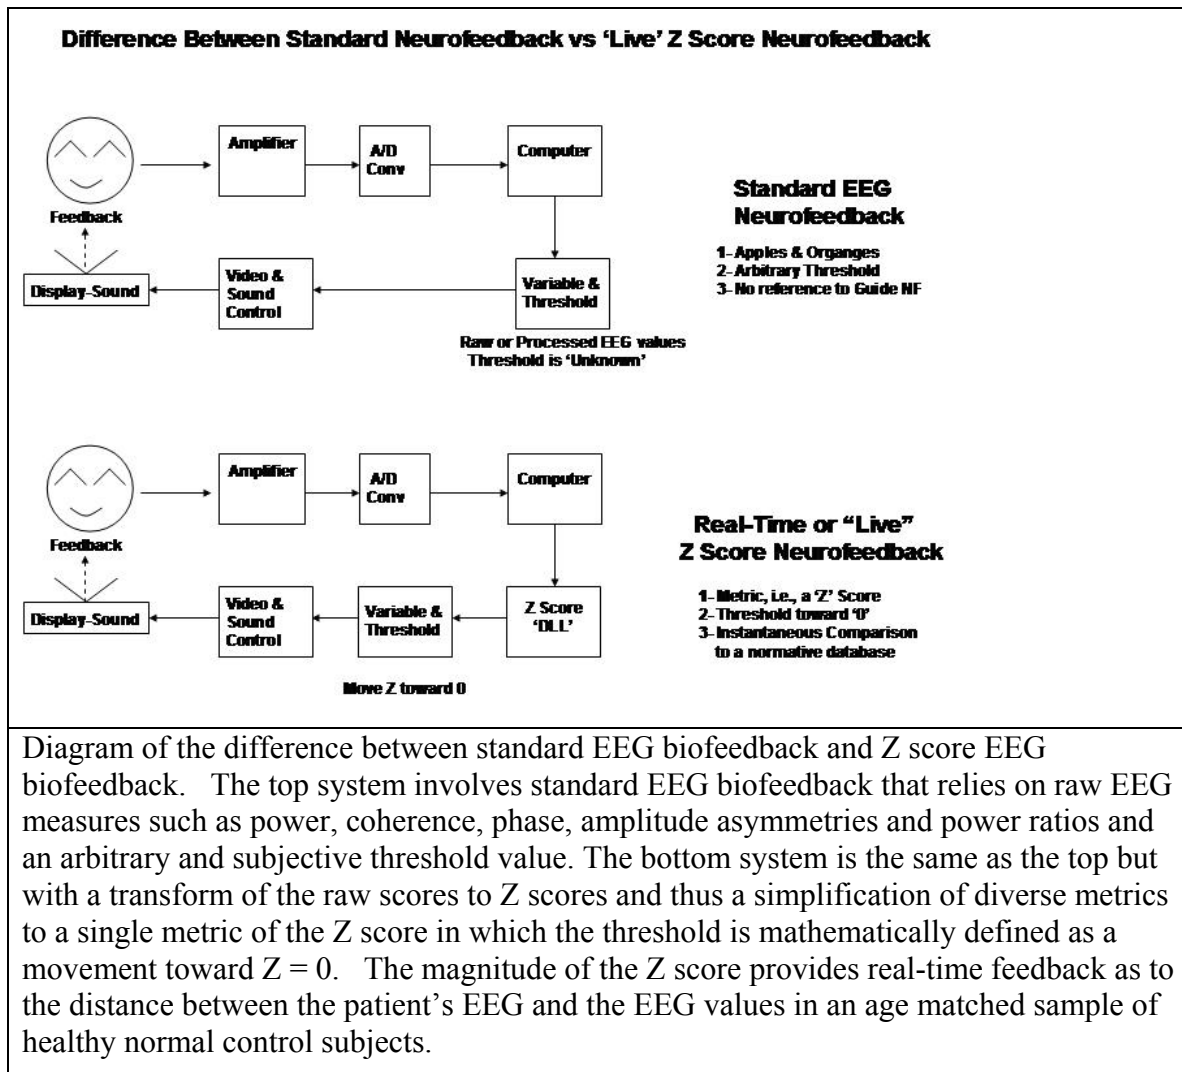 Difference Between Standard Neurofeedback vs ‘Live’ Z Score Neurofeedback
Amplifier
A/D
Conv
Computer
Feedback
Display-Sound
Video &
Sound
Control
Variable &
Threshold
Raw or Processed EEG values
Threshold is ‘Unknown’
Standard EEG
Neurofeedback
1- Apples & Organges
2- Arbitrary Threshold
3- No reference to Guide NF
Amplifier
A/D
Conv
Computer
Feedback
Display-Sound
Video &
Sound
Control
Variable &
Threshold
Z Score
‘DLL’
Move Z toward 0
Real-Time or “Live”
Z Score Neurofeedback
1- Metric, i.e., a ‘Z’ Score
2- Threshold toward ‘0’
3- Instantaneous Comparison
to a normative database
Diagram of the difference between standard EEG biofeedback and Z score EEG
biofeedback.   The top system involves standard EEG biofeedback that relies on raw EEG
measures such as power, coherence, phase, amplitude asymmetries and power ratios and
an arbitrary and subjective threshold value. The bottom system is the same as the top but
with a transform of the raw scores to Z scores and thus a simplification of diverse metrics
to a single metric of the Z score in which the threshold is mathematically defined as a
movement toward Z = 0.   The magnitude of the Z score provides real-time feedback as to
the distance between the patient’s EEG and the EEG values in an age matched sample of
healthy normal control subjects.